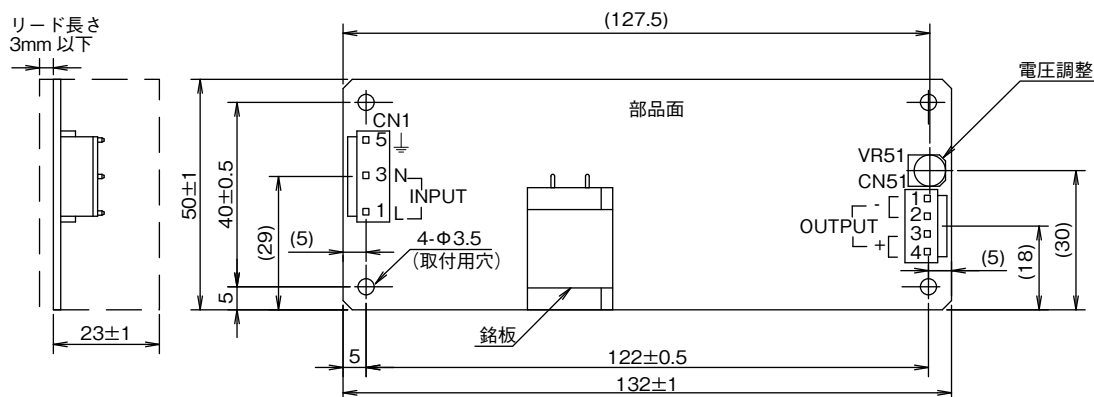 リード長さ
3mm 以下
(127.5)
電圧調整
部品面
CN1
5
3 N
1 L
INPUT
VR51
CN51
1
2
3
4
-
+
OUTPUT
50±1
40±0.5
(29)
(5)
5
4-Φ3.5
(取付用穴)
(5)
(18)
(30)
銘板
23±1
5
122±0.5
132±1